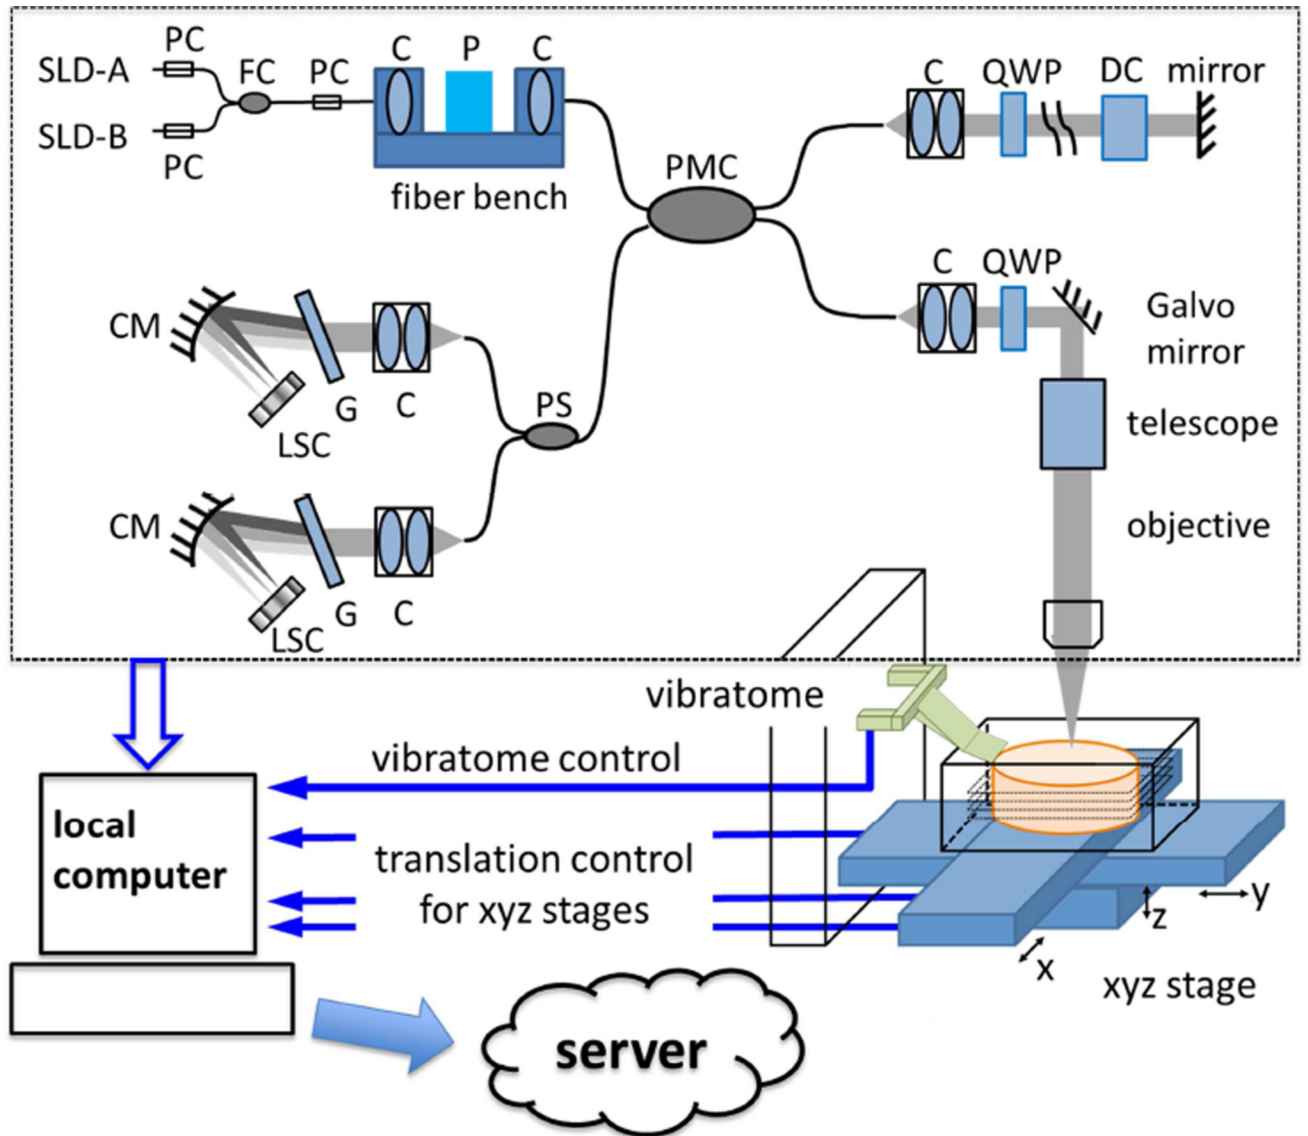 PC
SLD-A
FC
PC
C
P
C
SLD-B
PC
fiber bench
PMC
C
QWP
DC
mirror
C
QWP
Galvo
mirror
telescope
objective
CM
G
C
LSC
PS
CM
G
C
LSC
vibratome
vibratome control
local
computer
translation control
for xyz stages
y
z
x
xyz stage
server